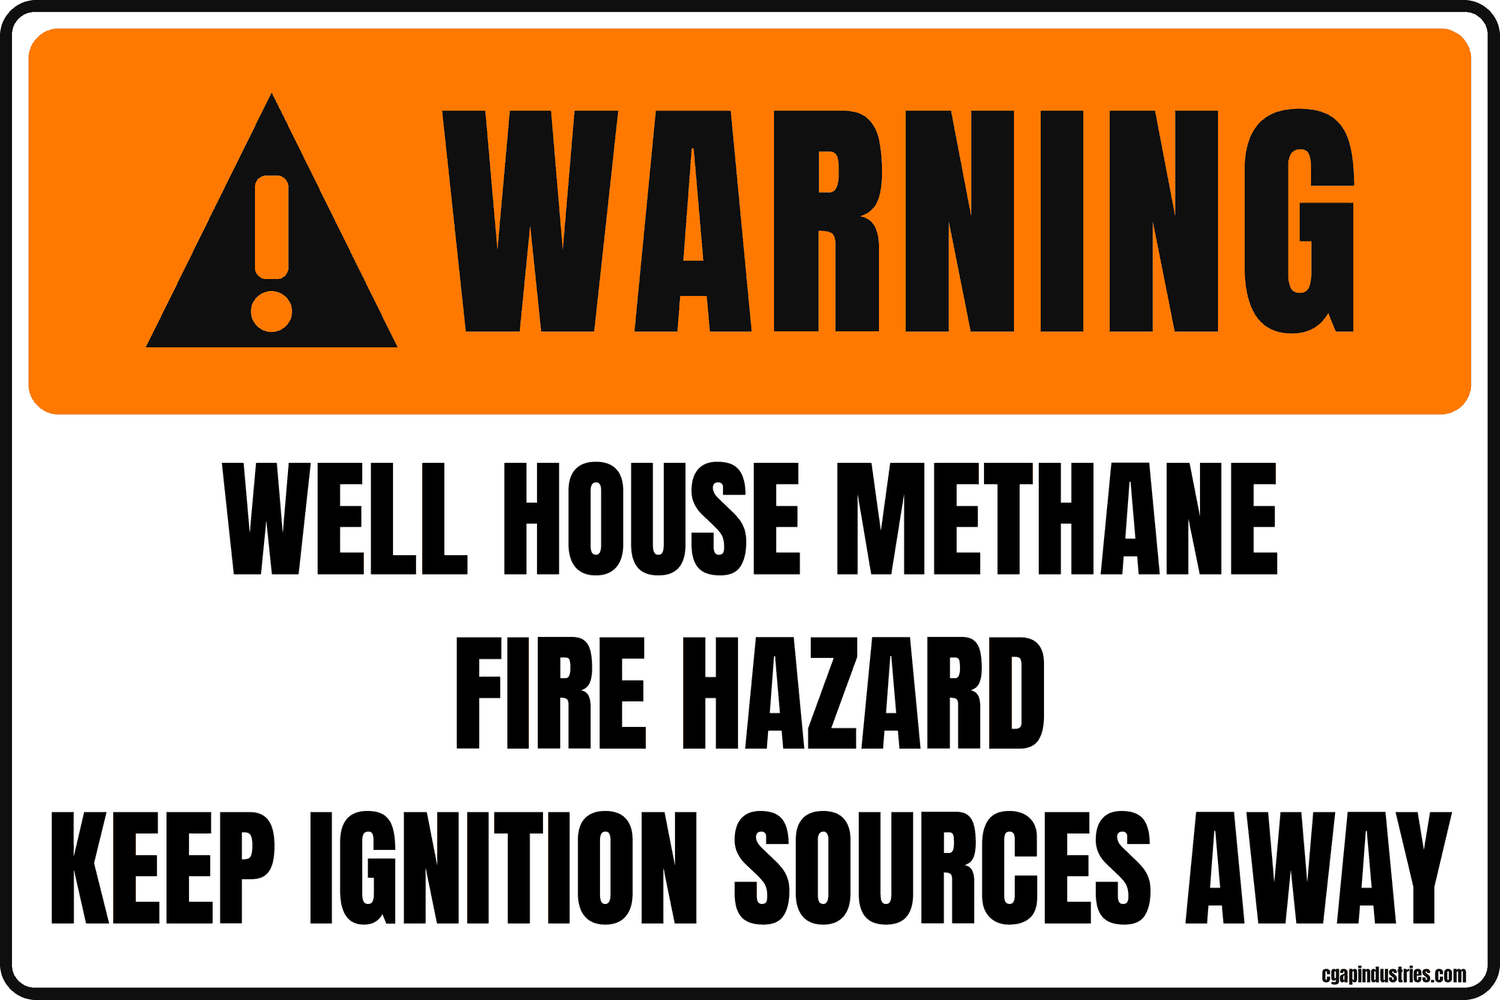 WARNING
WELL HOUSE METHANE
FIRE HAZARD
KEEP IGNITION SOURCES AWAY
cgapindustries.com